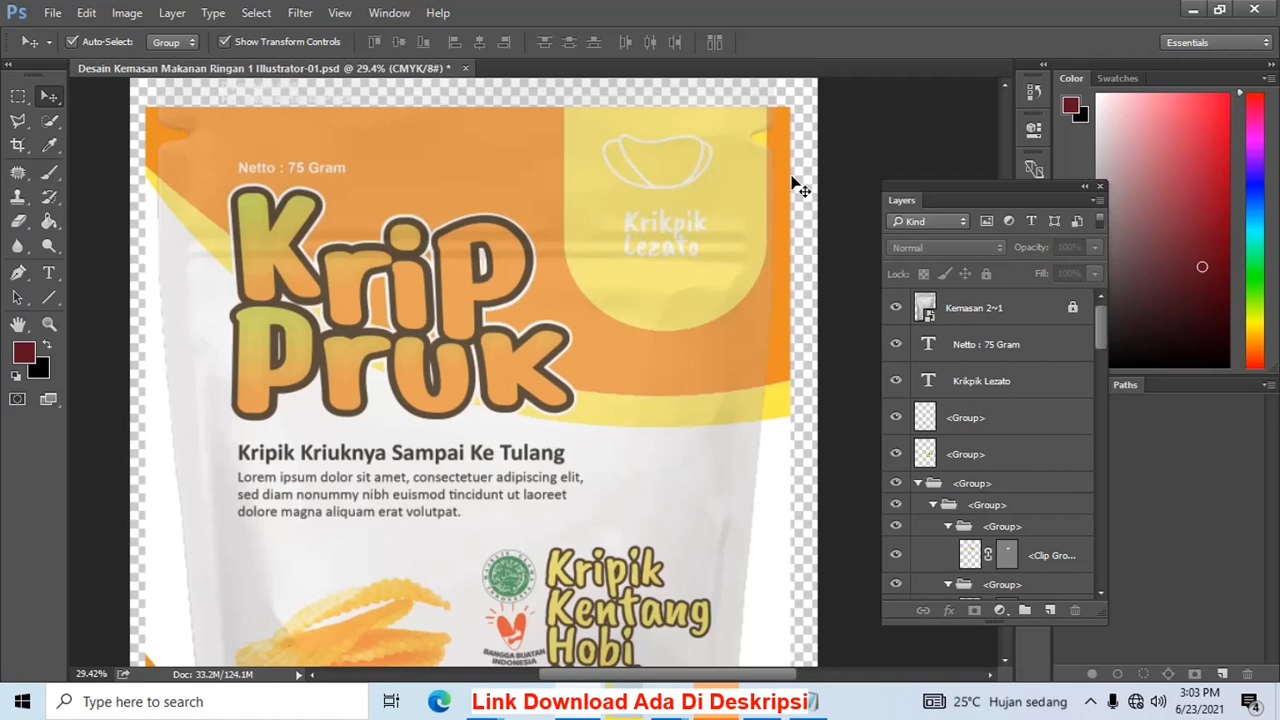 Ps File Edit Image Layer Type Select Filter View Window Help
Auto-Select: Group Show Transform Controls Essentials
Desain Kemasan Makanan Ringan 1 Illustrator-01.psd @ 29.4% (CMYK/8#) *
Color Swatches
Netto : 75 Gram
Krip
Pruk
Krikpik
Lezato
Kripik Kriuknya Sampai Ke Tulang
Lorem ipsum dolor sit amet, consectetuer adipiscing elit,
sed diam nonummy nibh euismod tincidunt ut laoreet
dolore magna aliquam erat volutpat.
BANGGA BUATAN
INDONESIA
Kripik
Kentang
Hobi
Layers
Kind
Normal Opacity: 100%
Lock: Fill: 100%
Kemasan 2~1
Netto : 75 Gram
Krikpik Lezato
<Group>
<Group>
<Group>
<Group>
<Group>
<Clip Gro...
<Group>
Paths
29.42% Doc: 33.2M/124.1M
Type here to search
Link Download Ada Di Deskripsi
25°C Hujan sedang
3:03 PM
6/23/2021
4